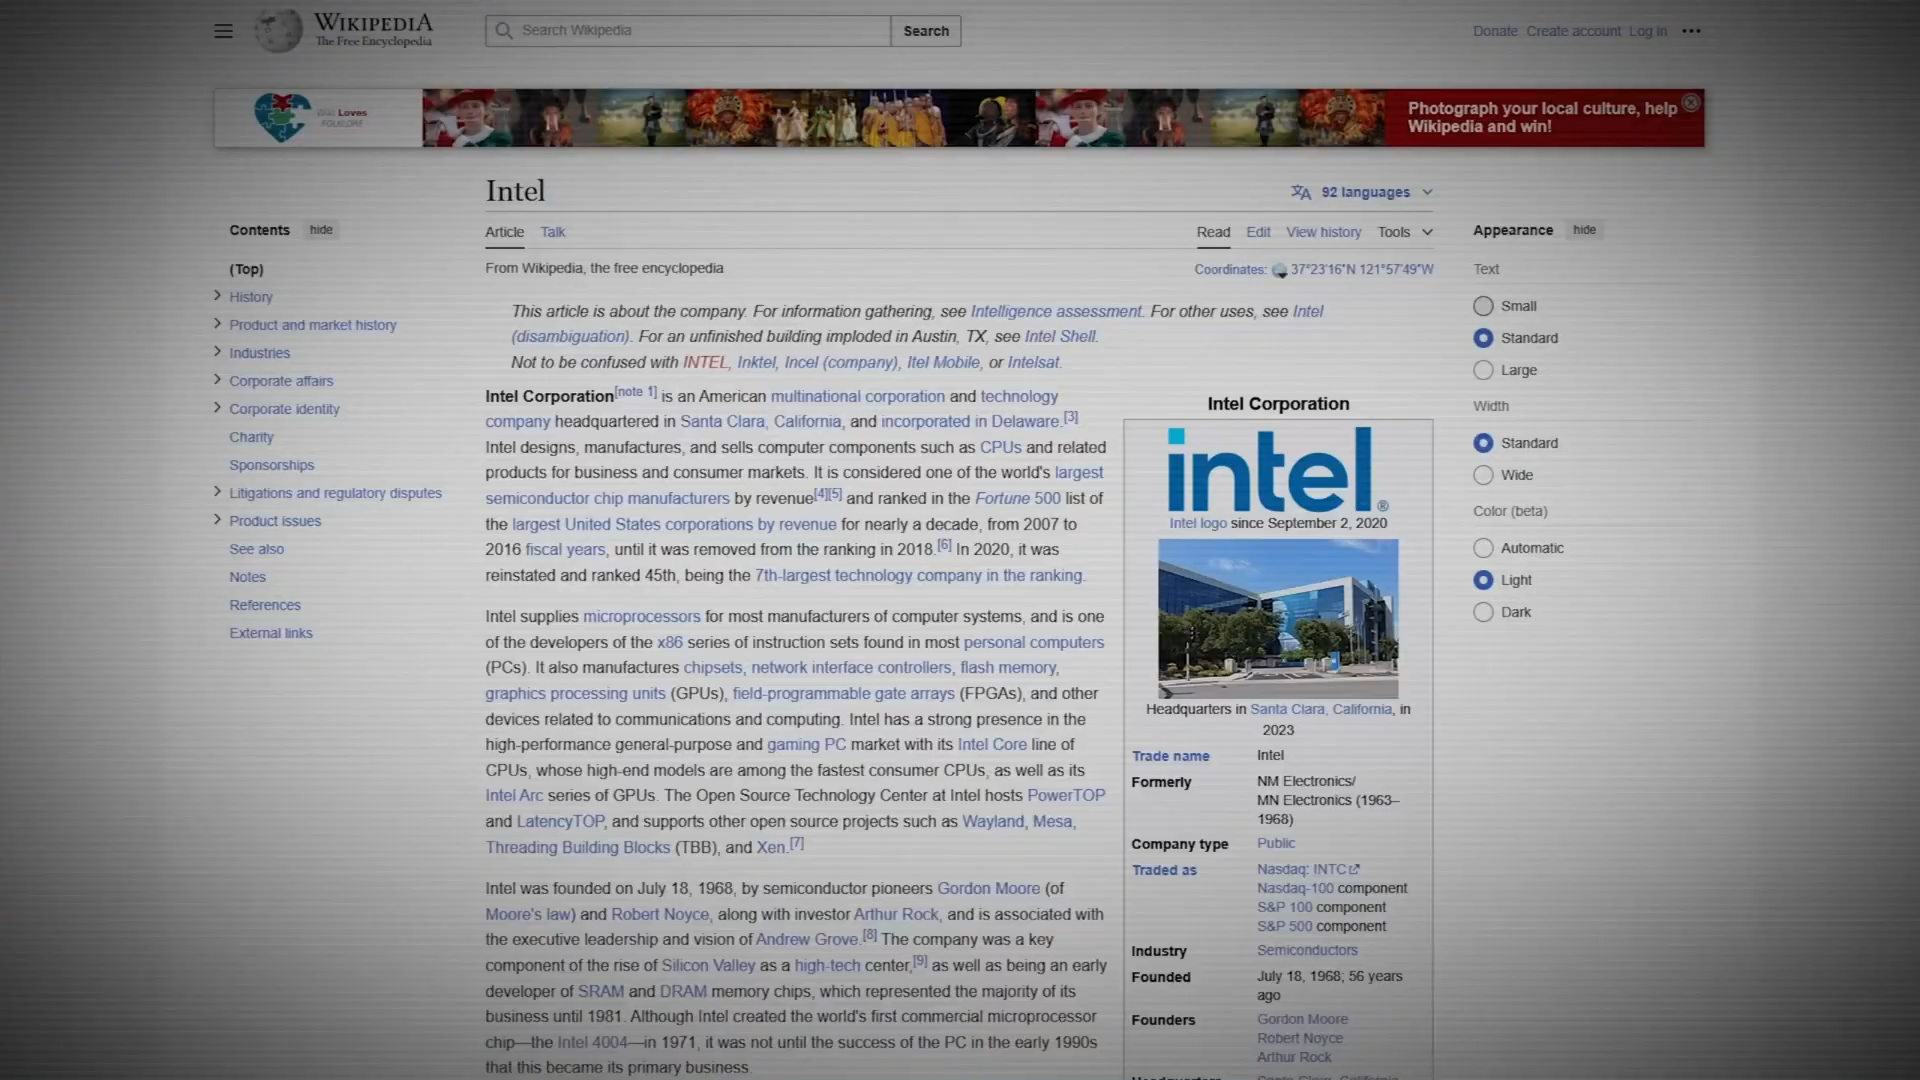 WIKIPEDIA
The Free Encyclopedia
Search Wikipedia
Search
Donate Create account Log in
Wiki Loves
FOLKLORE
Photograph your local culture, help
Wikipedia and win!
Intel
92 languages
Article Talk
Read Edit View history Tools
From Wikipedia, the free encyclopedia
Coordinates: 37°23′16″N 121°57′49″W
Contents hide
(Top)
History
Product and market history
Industries
Corporate affairs
Corporate identity
Charity
Sponsorships
Litigations and regulatory disputes
Product issues
See also
Notes
References
External links
This article is about the company. For information gathering, see Intelligence assessment. For other uses, see Intel
(disambiguation). For an unfinished building imploded in Austin, TX, see Intel Shell.
Not to be confused with INTEL, Inktel, Incel (company), Itel Mobile, or Intelsat.
Intel Corporation[note 1] is an American multinational corporation and technology
company headquartered in Santa Clara, California, and incorporated in Delaware.[3]
Intel designs, manufactures, and sells computer components such as CPUs and related
products for business and consumer markets. It is considered one of the world's largest
semiconductor chip manufacturers by revenue[4][5] and ranked in the Fortune 500 list of
the largest United States corporations by revenue for nearly a decade, from 2007 to
2016 fiscal years, until it was removed from the ranking in 2018.[6] In 2020, it was
reinstated and ranked 45th, being the 7th-largest technology company in the ranking.
Intel supplies microprocessors for most manufacturers of computer systems, and is one
of the developers of the x86 series of instruction sets found in most personal computers
(PCs). It also manufactures chipsets, network interface controllers, flash memory,
graphics processing units (GPUs), field-programmable gate arrays (FPGAs), and other
devices related to communications and computing. Intel has a strong presence in the
high-performance general-purpose and gaming PC market with its Intel Core line of
CPUs, whose high-end models are among the fastest consumer CPUs, as well as its
Intel Arc series of GPUs. The Open Source Technology Center at Intel hosts PowerTOP
and LatencyTOP, and supports other open source projects such as Wayland, Mesa,
Threading Building Blocks (TBB), and Xen.[7]
Intel was founded on July 18, 1968, by semiconductor pioneers Gordon Moore (of
Moore's law) and Robert Noyce, along with investor Arthur Rock, and is associated with
the executive leadership and vision of Andrew Grove.[8] The company was a key
component of the rise of Silicon Valley as a high-tech center,[9] as well as being an early
developer of SRAM and DRAM memory chips, which represented the majority of its
business until 1981. Although Intel created the world's first commercial microprocessor
chip—the Intel 4004—in 1971, it was not until the success of the PC in the early 1990s
that this became its primary business.
Intel Corporation
intel®
Intel logo since September 2, 2020
Headquarters in Santa Clara, California, in
2023
Trade name Intel
Formerly NM Electronics/
MN Electronics (1963–
1968)
Company type Public
Traded as Nasdaq: INTC
Nasdaq-100 component
S&P 100 component
S&P 500 component
Industry Semiconductors
Founded July 18, 1968; 56 years
ago
Founders Gordon Moore
Robert Noyce
Arthur Rock
Headquarters Santa Clara, California
Appearance hide
Text
Small
Standard
Large
Width
Standard
Wide
Color (beta)
Automatic
Light
Dark